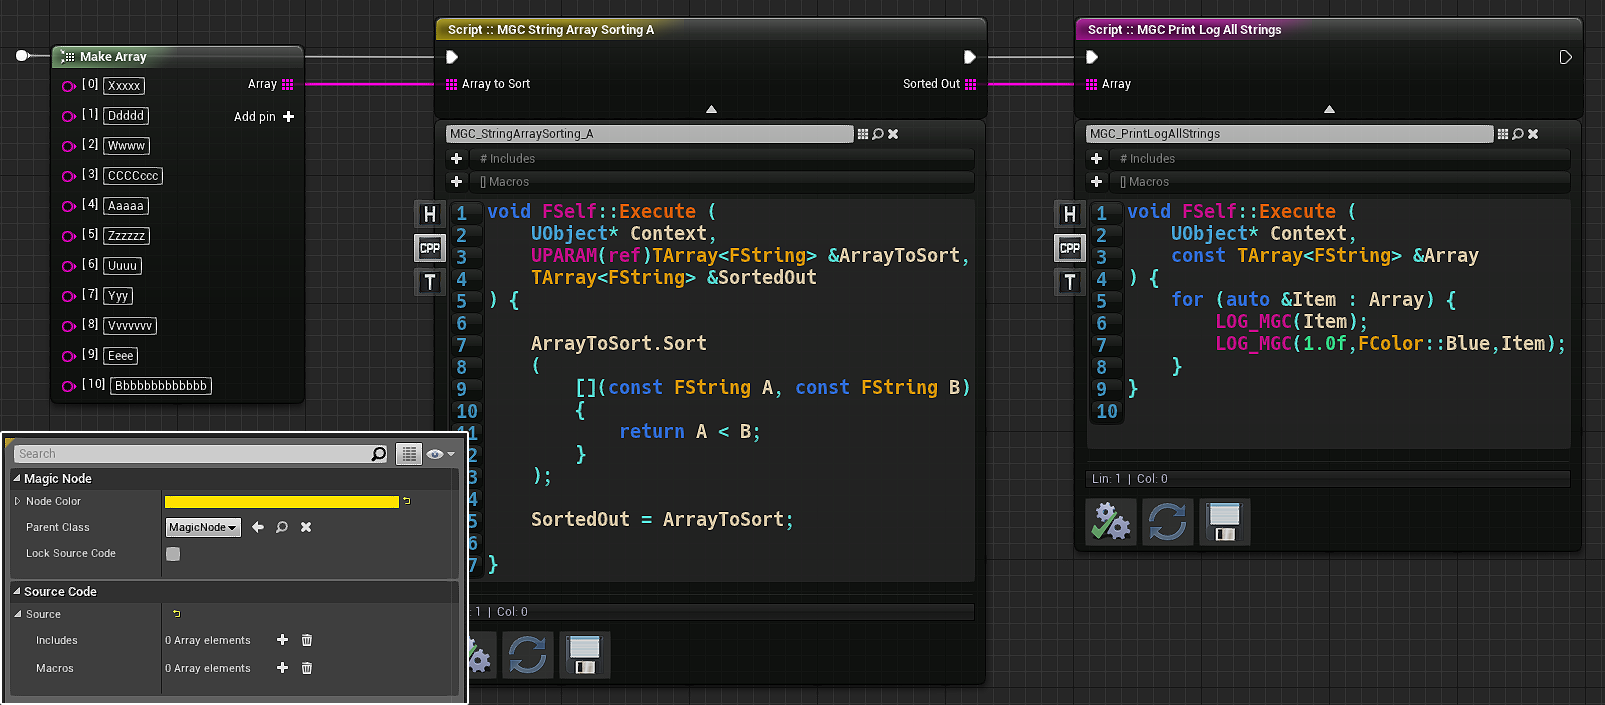 Make Array
[0] Xxxxx
Array
[1] Ddddd
Add pin
[2] Wwww
[3] CCCCccc
[4] Aaaaa
[5] Zzzzzz
[6] Uuuu
[7] Yyy
[8] Vvvvvvv
[9] Eeee
[10] Bbbbbbbbbbbbb
Script :: MGC String Array Sorting A
Array to Sort
Sorted Out
MGC_StringArraySorting_A
# Includes
[] Macros
H
CPP
T
1 void FSelf::Execute (
2 UObject* Context,
3 UPARAM(ref)TArray<FString> &ArrayToSort,
4 TArray<FString> &SortedOut
5 ) {
6
7 ArrayToSort.Sort
8 (
9 [](const FString A, const FString B)
10 {
11 return A < B;
2 }
3 );
4
5 SortedOut = ArrayToSort;
6
7 }
: 1 | Col: 0
Script :: MGC Print Log All Strings
Array
MGC_PrintLogAllStrings
# Includes
[] Macros
H
CPP
T
1 void FSelf::Execute (
2 UObject* Context,
3 const TArray<FString> &Array
4 ) {
5 for (auto &Item : Array) {
6 LOG_MGC(Item);
7 LOG_MGC(1.0f,FColor::Blue,Item);
8 }
9 }
10
Lin: 1 | Col: 0
Search
Magic Node
Node Color
Parent Class MagicNode
Lock Source Code
Source Code
Source
Includes 0 Array elements
Macros 0 Array elements